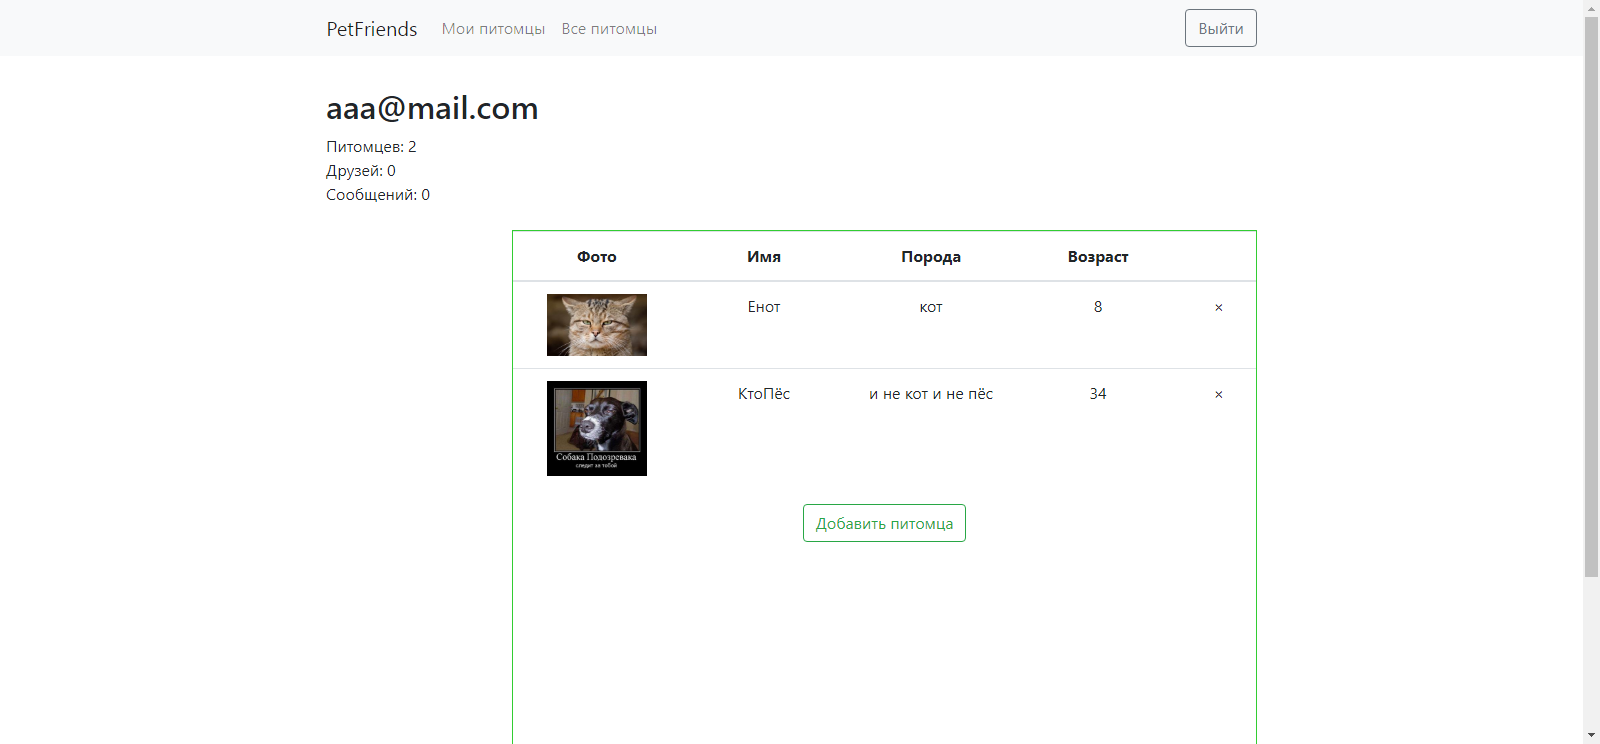 PetFriends Мои питомцы Все питомцы Выйти
aaa@mail.com
Питомцев: 2
Друзей: 0
Сообщений: 0
Фото Имя Порода Возраст
Енот кот 8 ×
КтоПёс и не кот и не пёс 34 ×
Собака Подозревака
следит за тобой
Добавить питомца